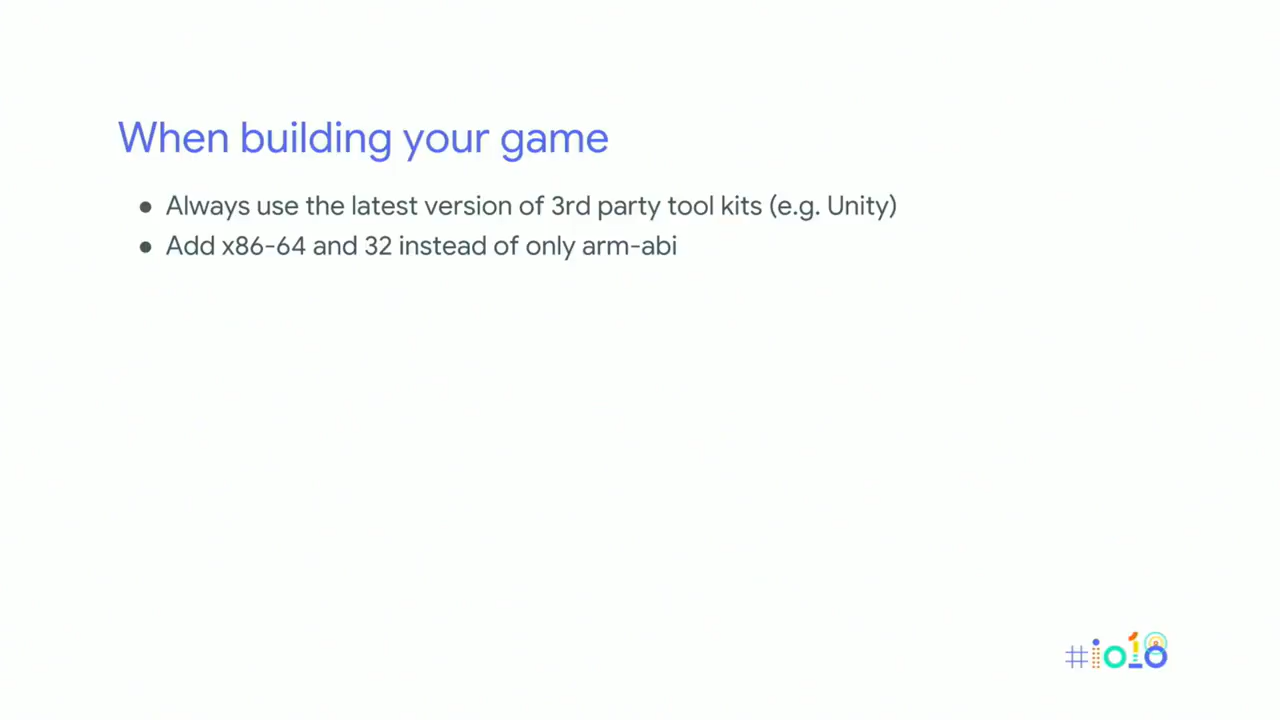 When building your game
● Always use the latest version of 3rd party tool kits (e.g. Unity)
● Add x86-64 and 32 instead of only arm-abi
#io18